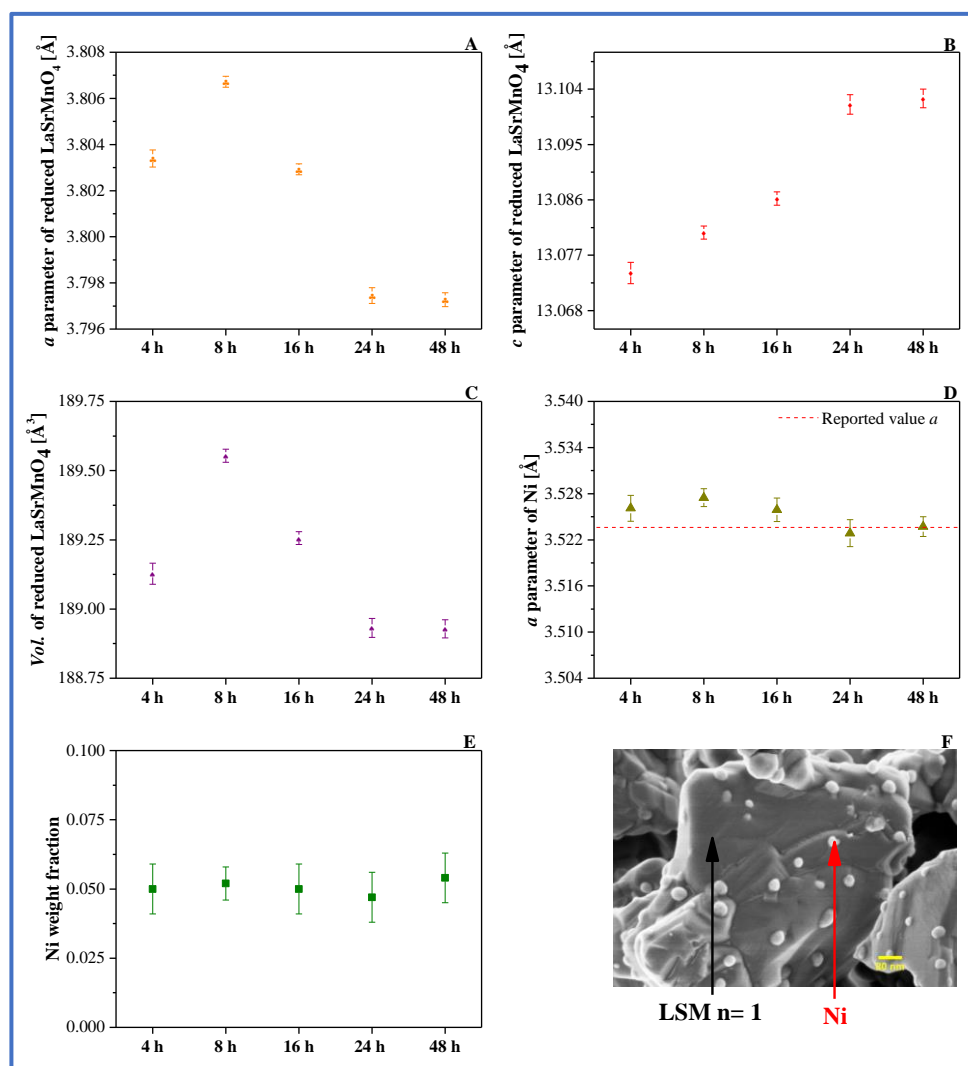 A
a parameter of reduced LaSrMnO4 [Å]
3.808
3.806
3.804
3.802
3.800
3.798
3.796
4 h 8 h 16 h 24 h 48 h
B
c parameter of reduced LaSrMnO4 [Å]
13.104
13.095
13.086
13.077
13.068
4 h 8 h 16 h 24 h 48 h
C
Vol. of reduced LaSrMnO4 [Å³]
189.75
189.50
189.25
189.00
188.75
4 h 8 h 16 h 24 h 48 h
D
Reported value a
a parameter of Ni [Å]
3.540
3.534
3.528
3.522
3.516
3.510
3.504
4 h 8 h 16 h 24 h 48 h
E
Ni weight fraction
0.100
0.075
0.050
0.025
0.000
4 h 8 h 16 h 24 h 48 h
F
nm
LSM n= 1
Ni